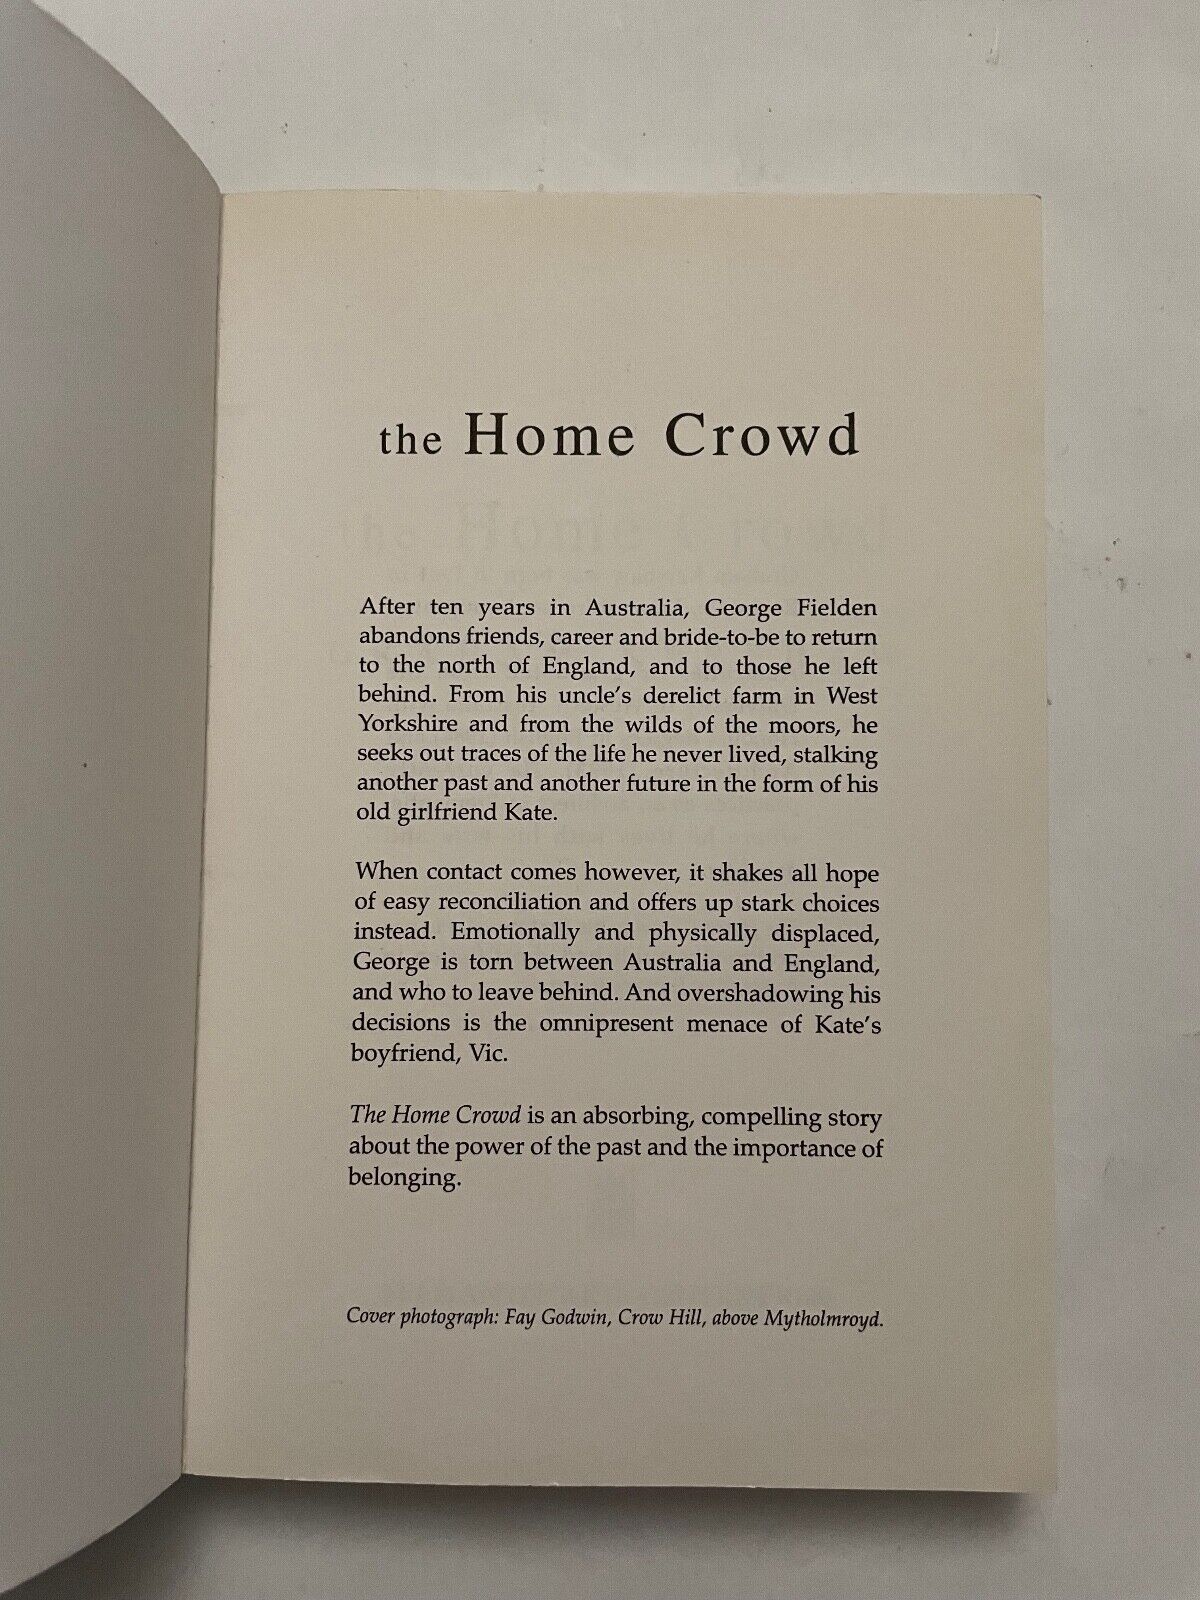 the Home Crowd
After ten years in Australia, George Fielden
abandons friends, career and bride-to-be to return
to the north of England, and to those he left
behind. From his uncle's derelict farm in West
Yorkshire and from the wilds of the moors, he
seeks out traces of the life he never lived, stalking
another past and another future in the form of his
old girlfriend Kate.
When contact comes however, it shakes all hope
of easy reconciliation and offers up stark choices
instead. Emotionally and physically displaced,
George is torn between Australia and England,
and who to leave behind. And overshadowing his
decisions is the omnipresent menace of Kate's
boyfriend, Vic.
The Home Crowd is an absorbing, compelling story
about the power of the past and the importance of
belonging.
Cover photograph: Fay Godwin, Crow Hill, above Mytholmroyd.